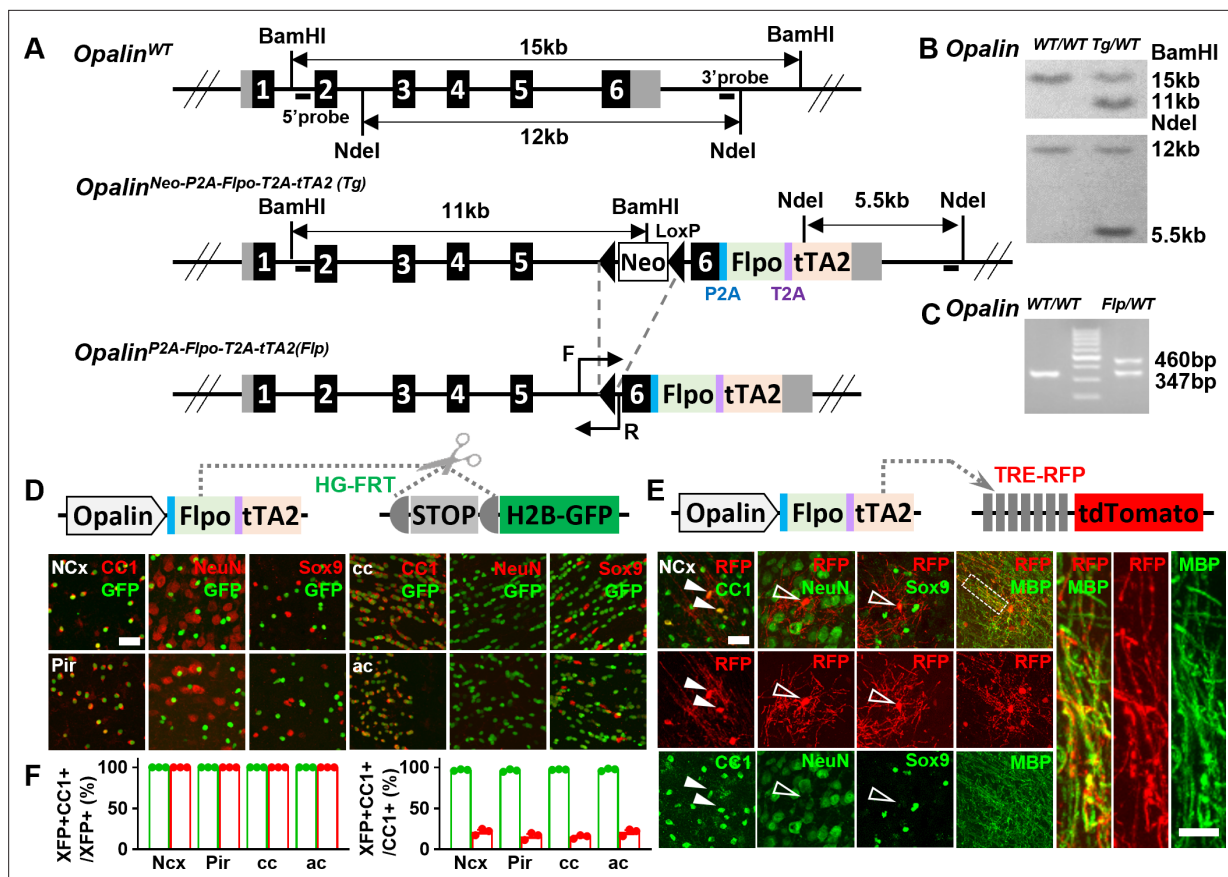 A
Opalin WT
BamHI
15kb
BamHI
1 2 3 4 5 6
5'probe
3'probe
NdeI
12kb
NdeI
Opalin Neo-P2A-Flpo-T2A-tTA2 (Tg)
BamHI
11kb
BamHI
LoxP
NdeI
5.5kb
NdeI
1 2 3 4 5 Neo 6 Flpo tTA2
P2A T2A
Opalin P2A-Flpo-T2A-tTA2(Flp)
F
1 2 3 4 5 6 Flpo tTA2
R
B Opalin WT/WT Tg/WT
BamHI
15kb
11kb
NdeI
12kb
5.5kb
C Opalin WT/WT Flp/WT
460bp
347bp
D
HG-FRT
Opalin Flpo tTA2 STOP H2B-GFP
NCx CC1 GFP
NeuN GFP
Sox9 GFP
cc CC1 GFP
NeuN GFP
Sox9 GFP
Pir
ac
E
TRE-RFP
Opalin Flpo tTA2 tdTomato
NCx RFP CC1
RFP NeuN
RFP Sox9
RFP MBP
RFP MBP
RFP
MBP
RFP RFP RFP RFP
CC1 NeuN Sox9 MBP
F
XFP+CC1+ /XFP+ (%)
100
50
0
Ncx Pir cc ac
XFP+CC1+ /CC1+ (%)
100
50
0
Ncx Pir cc ac